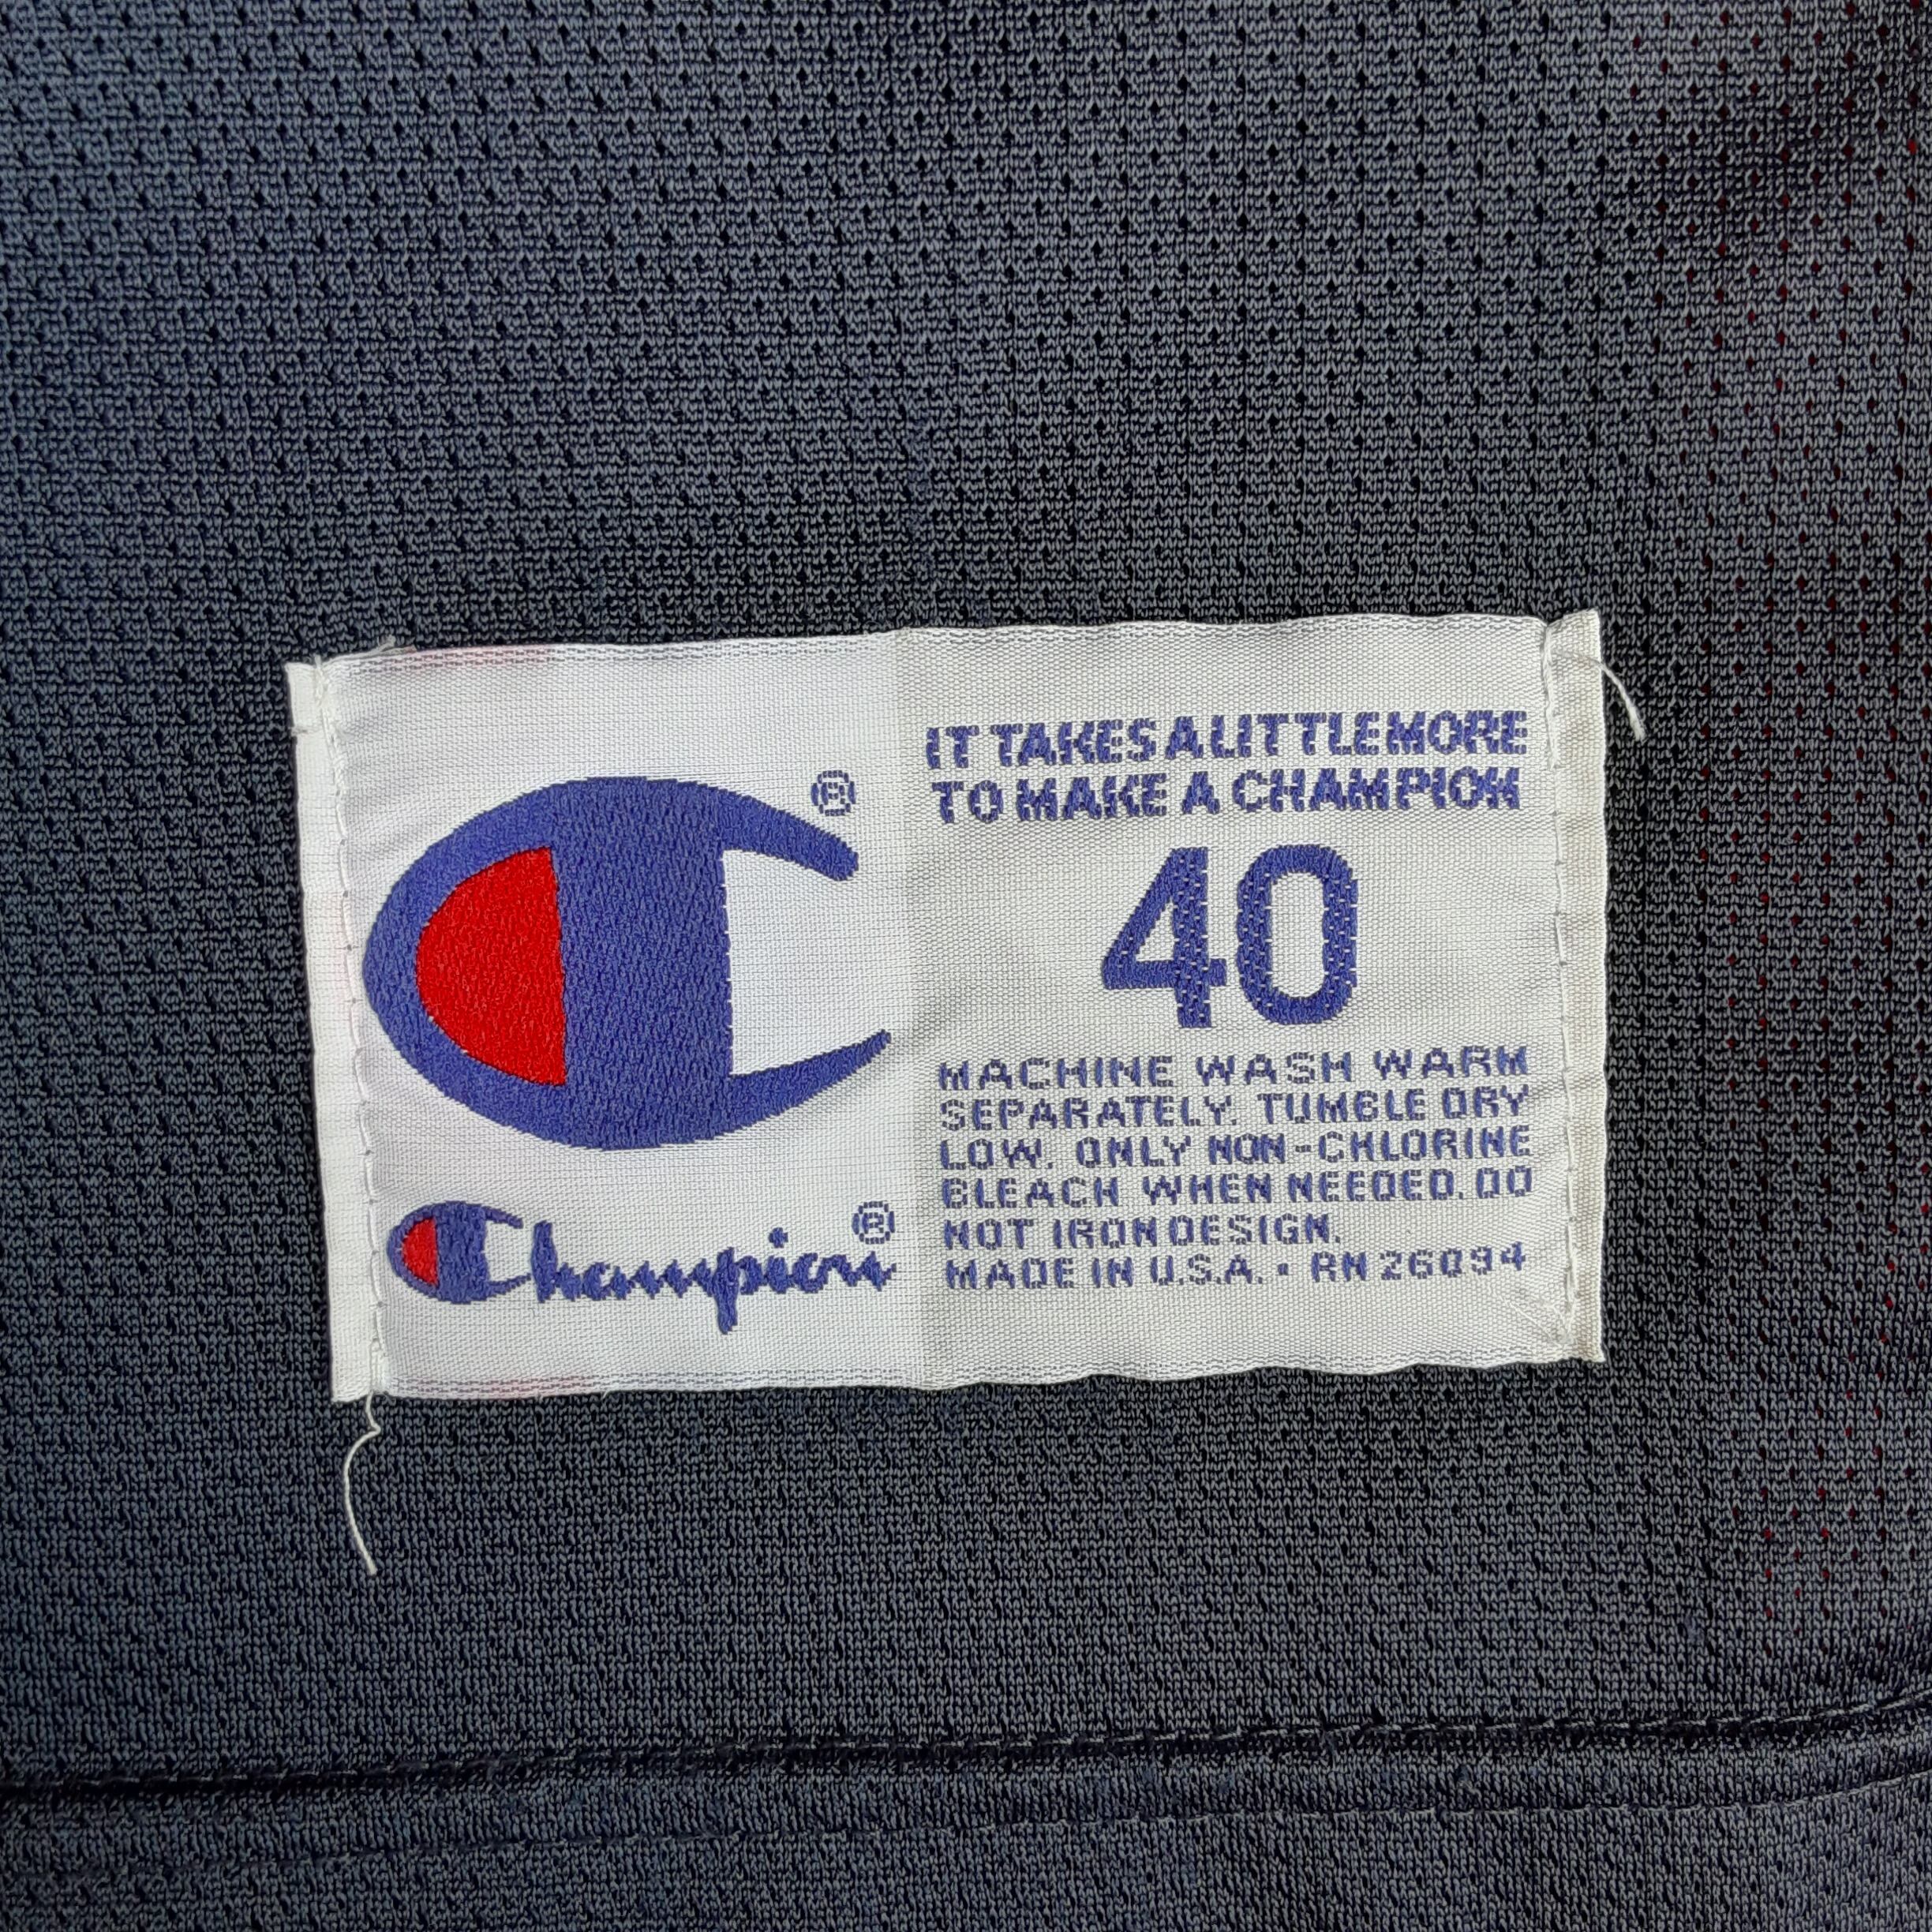 ®
Champion®
IT TAKES A LITTLE MORE
TO MAKE A CHAMPION
40
MACHINE WASH WARM
SEPARATELY. TUMBLE DRY
LOW. ONLY NON-CHLORINE
BLEACH WHEN NEEDED. DO
NOT IRON DESIGN.
MADE IN U.S.A. • RN 26094